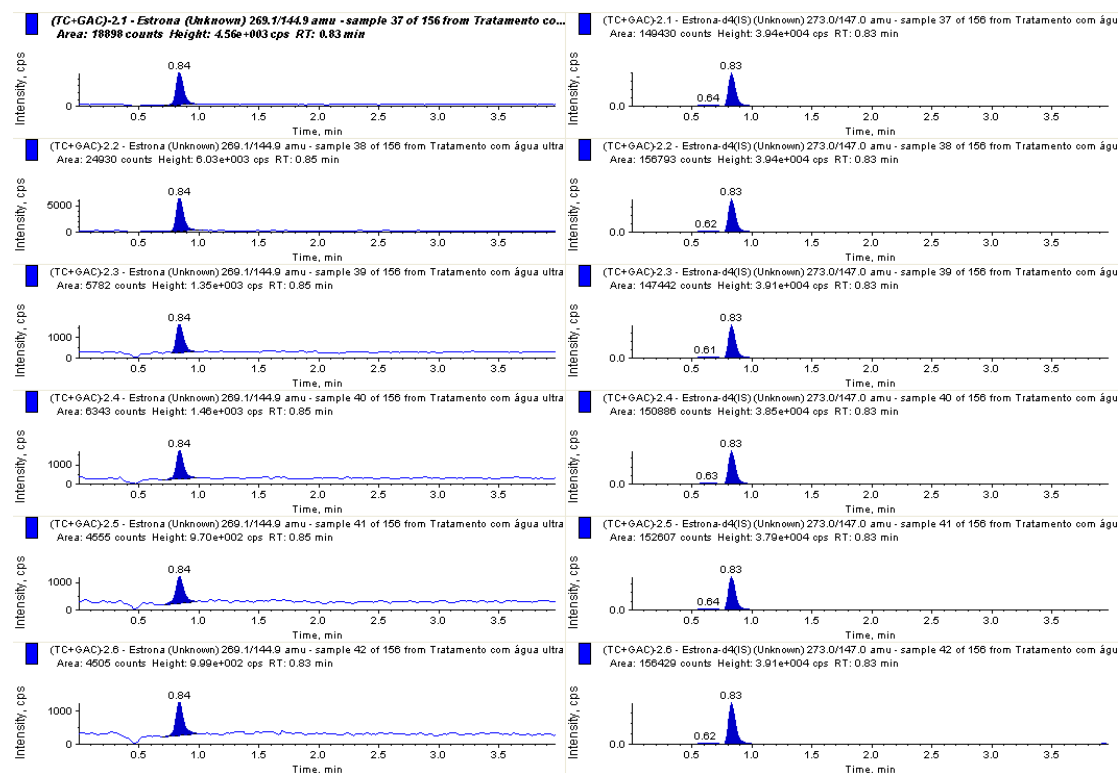 (TC+GAC)-2.1 - Estrona (Unknown) 269.1/144.9 amu - sample 37 of 156 from Tratamento co...
Area: 18898 counts Height: 4.56e+003 cps RT: 0.83 min
Intensity, cps
0.84
0
0.5 1.0 1.5 2.0 2.5 3.0 3.5
Time, min
(TC+GAC)-2.1 - Estrona-d4(IS) (Unknown) 273.0/147.0 amu - sample 37 of 156 from Tratamento com águ
Area: 149430 counts Height: 3.94e+004 cps RT: 0.83 min
Intensity, cps
0.83
0.64
0.0
0.5 1.0 1.5 2.0 2.5 3.0 3.5
Time, min
(TC+GAC)-2.2 - Estrona (Unknown) 269.1/144.9 amu - sample 38 of 156 from Tratamento com água ultra
Area: 24930 counts Height: 6.03e+003 cps RT: 0.85 min
Intensity, cps
0.84
5000
0
0.5 1.0 1.5 2.0 2.5 3.0 3.5
Time, min
(TC+GAC)-2.2 - Estrona-d4(IS) (Unknown) 273.0/147.0 amu - sample 38 of 156 from Tratamento com águ
Area: 156793 counts Height: 3.94e+004 cps RT: 0.83 min
Intensity, cps
0.83
0.62
0.0
0.5 1.0 1.5 2.0 2.5 3.0 3.5
Time, min
(TC+GAC)-2.3 - Estrona (Unknown) 269.1/144.9 amu - sample 39 of 156 from Tratamento com água ultra
Area: 5782 counts Height: 1.35e+003 cps RT: 0.85 min
Intensity, cps
0.84
1000
0
0.5 1.0 1.5 2.0 2.5 3.0 3.5
Time, min
(TC+GAC)-2.3 - Estrona-d4(IS) (Unknown) 273.0/147.0 amu - sample 39 of 156 from Tratamento com águ
Area: 147442 counts Height: 3.91e+004 cps RT: 0.83 min
Intensity, cps
0.83
0.61
0.0
0.5 1.0 1.5 2.0 2.5 3.0 3.5
Time, min
(TC+GAC)-2.4 - Estrona (Unknown) 269.1/144.9 amu - sample 40 of 156 from Tratamento com água ultra
Area: 6343 counts Height: 1.46e+003 cps RT: 0.85 min
Intensity, cps
0.84
1000
0
0.5 1.0 1.5 2.0 2.5 3.0 3.5
Time, min
(TC+GAC)-2.4 - Estrona-d4(IS) (Unknown) 273.0/147.0 amu - sample 40 of 156 from Tratamento com águ
Area: 150886 counts Height: 3.85e+004 cps RT: 0.83 min
Intensity, cps
0.83
0.63
0.0
0.5 1.0 1.5 2.0 2.5 3.0 3.5
Time, min
(TC+GAC)-2.5 - Estrona (Unknown) 269.1/144.9 amu - sample 41 of 156 from Tratamento com água ultra
Area: 4555 counts Height: 9.70e+002 cps RT: 0.85 min
Intensity, cps
0.84
1000
0
0.5 1.0 1.5 2.0 2.5 3.0 3.5
Time, min
(TC+GAC)-2.5 - Estrona-d4(IS) (Unknown) 273.0/147.0 amu - sample 41 of 156 from Tratamento com águ
Area: 152607 counts Height: 3.79e+004 cps RT: 0.83 min
Intensity, cps
0.83
0.64
0.0
0.5 1.0 1.5 2.0 2.5 3.0 3.5
Time, min
(TC+GAC)-2.6 - Estrona (Unknown) 269.1/144.9 amu - sample 42 of 156 from Tratamento com água ultra
Area: 4505 counts Height: 9.99e+002 cps RT: 0.83 min
Intensity, cps
0.84
1000
0
0.5 1.0 1.5 2.0 2.5 3.0 3.5
Time, min
(TC+GAC)-2.6 - Estrona-d4(IS) (Unknown) 273.0/147.0 amu - sample 42 of 156 from Tratamento com águ
Area: 156429 counts Height: 3.91e+004 cps RT: 0.83 min
Intensity, cps
0.83
0.62
0.0
0.5 1.0 1.5 2.0 2.5 3.0 3.5
Time, min